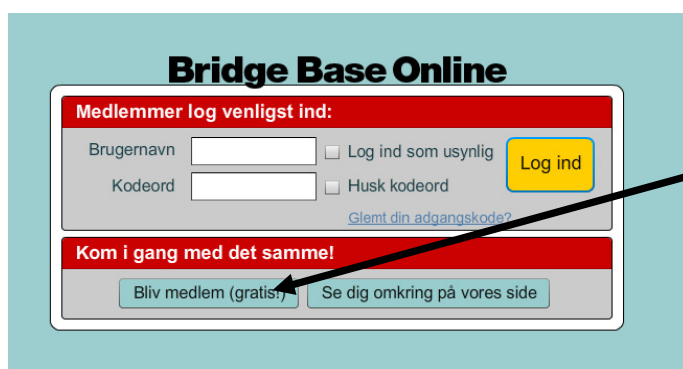 Bridge Base Online
Medlemmer log venligst ind:
Brugernavn
Log ind som usynlig
Log ind
Kodeord
Husk kodeord
Glemt din adgangskode?
Kom i gang med det samme!
Bliv medlem (gratis!)
Se dig omkring på vores side